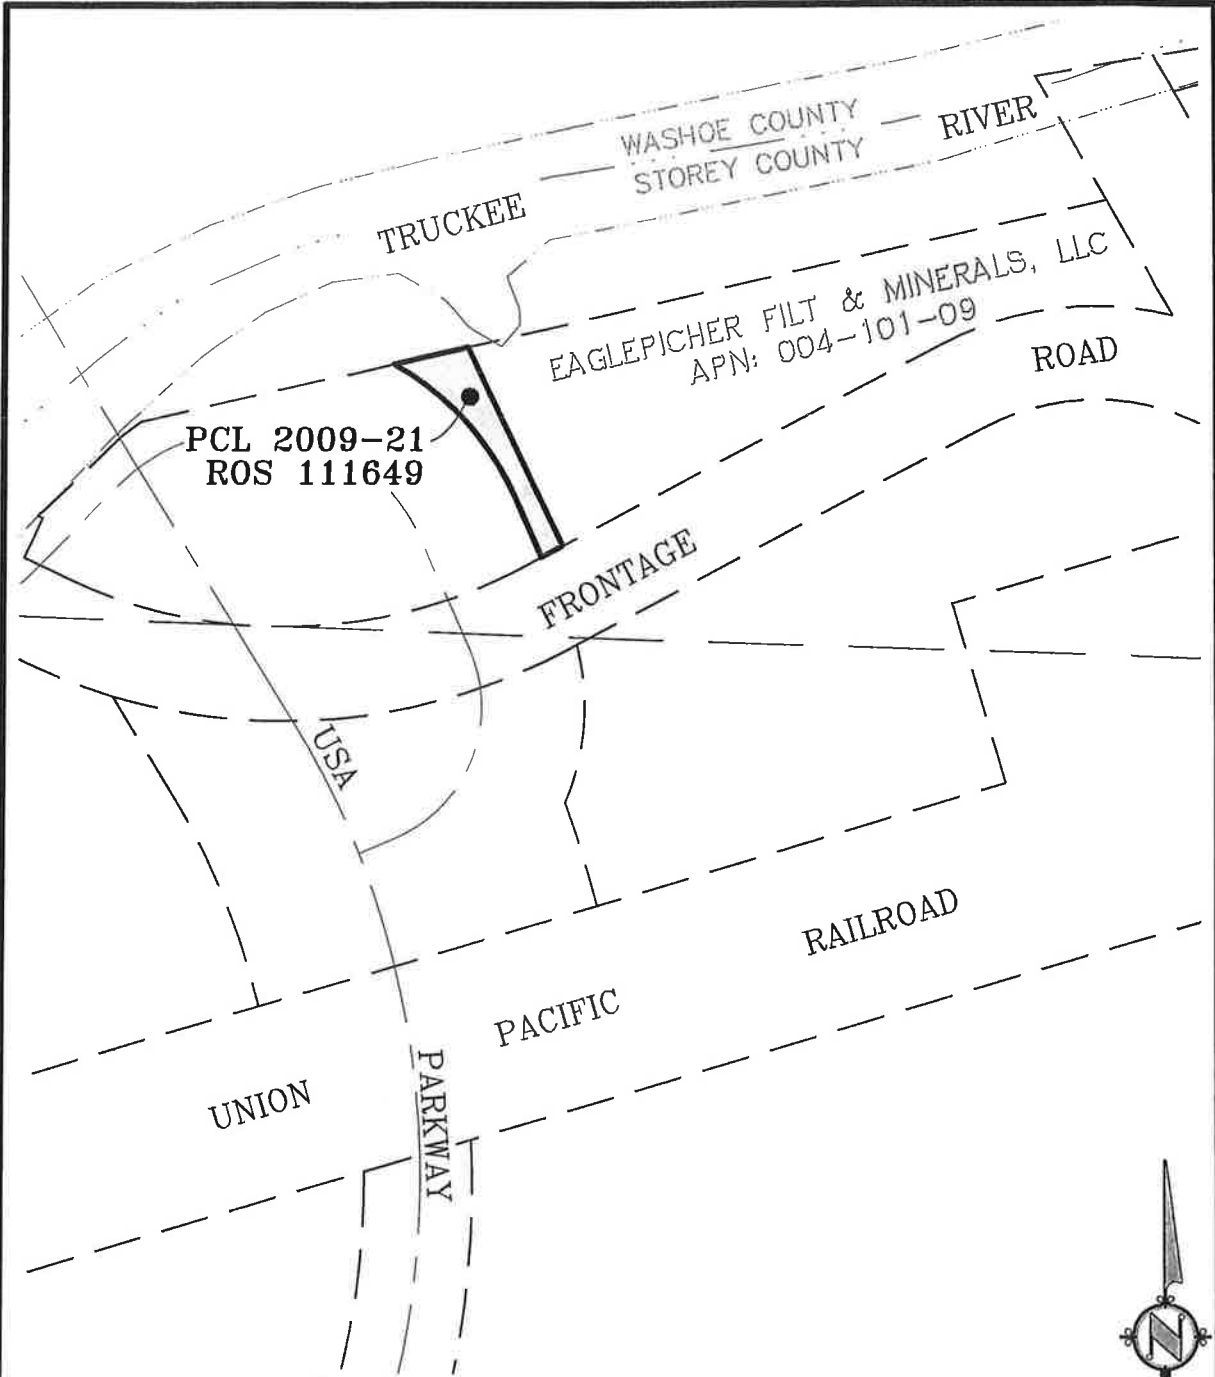 WASHOE COUNTY
STOREY COUNTY
TRUCKEE RIVER
EAGLEPICHER FILT & MINERALS, LLC
APN: 004-101-09
ROAD
PCL 2009-21
ROS 111649
FRONTAGE
USA
RAILROAD
PACIFIC
UNION
PARKWAY
N